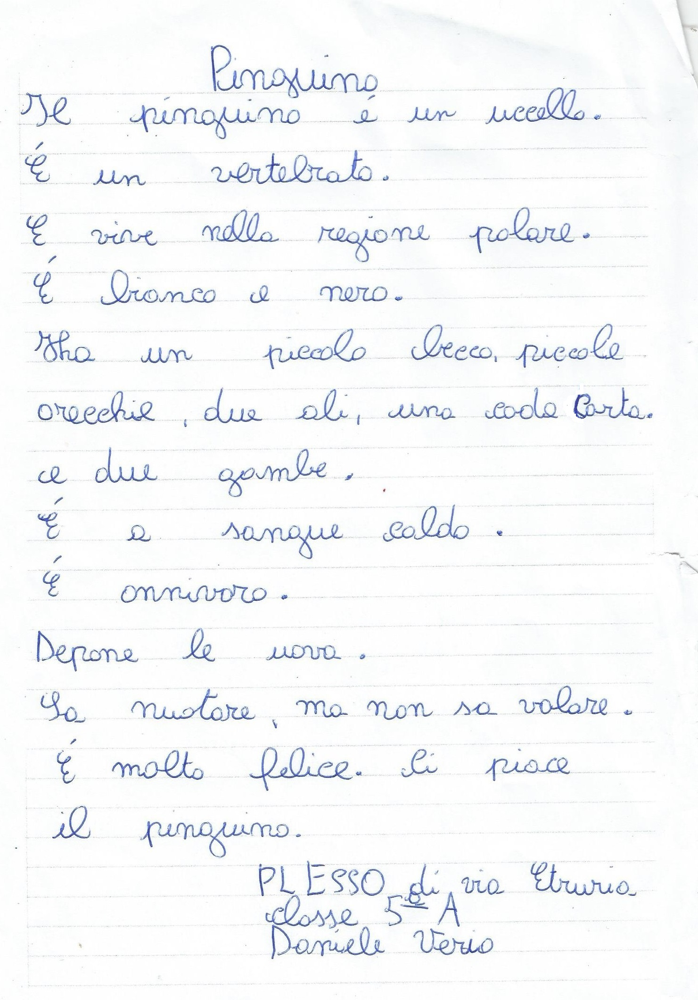 Pinguino
Il pinguino é un uccello.
É un vertebrato.
E vive nella regione polare.
É bianco e nero.
Ha un piccolo becco, piccole
orecchie, due ali, una coda corta.
e due gambe.
É a sangue caldo.
É onnivoro.
Depone le uova.
Sa nuotare, ma non sa volare.
É molto felice. li piace
il pinguino.
PLESSO di via Etruria
classe 5ª A
Daniele Verio